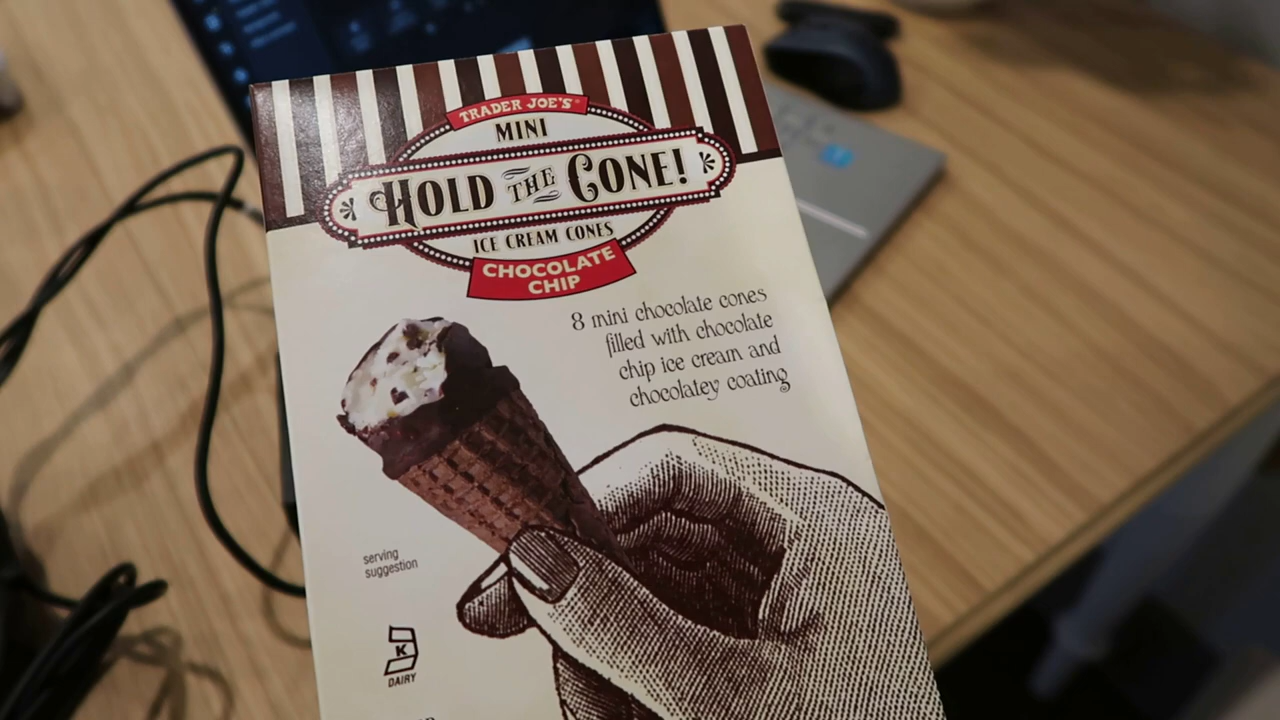 TRADER JOE'S
MINI
HOLD THE CONE!
ICE CREAM CONES
CHOCOLATE
CHIP
8 mini chocolate cones
filled with chocolate
chip ice cream and
chocolatey coating
serving
suggestion
K
DAIRY